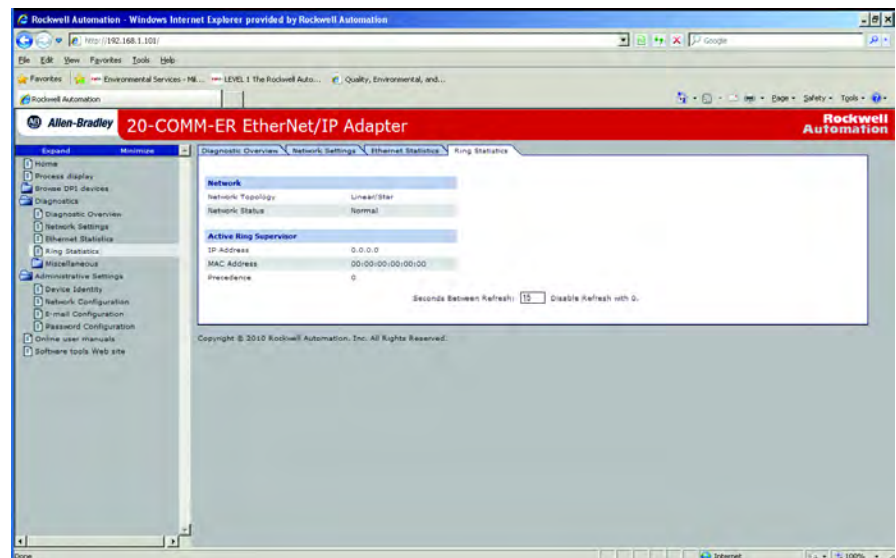 Rockwell Automation - Windows Internet Explorer provided by Rockwell Automation
http://192.168.1.101/
Google
File Edit View Favorites Tools Help
Favorites Environmental Services - Mil... LEVEL 1 The Rockwell Auto... Quality, Environmental, and...
Rockwell Automation
Page Safety Tools
Allen-Bradley 20-COMM-ER EtherNet/IP Adapter Rockwell Automation
Expand Minimize
Diagnostic Overview Network Settings Ethernet Statistics Ring Statistics
Home
Process display
Browse DPI devices
Diagnostics
Diagnostic Overview
Network Settings
Ethernet Statistics
Ring Statistics
Miscellaneous
Administrative Settings
Device Identity
Network Configuration
E-mail Configuration
Password Configuration
Online user manuals
Software tools Web site
Network
Network Topology Linear/Star
Network Status Normal
Active Ring Supervisor
IP Address 0.0.0.0
MAC Address 00:00:00:00:00:00
Precedence 0
Seconds Between Refresh: 15 Disable Refresh with 0.
Copyright © 2010 Rockwell Automation, Inc. All Rights Reserved.
Done
Internet
100%